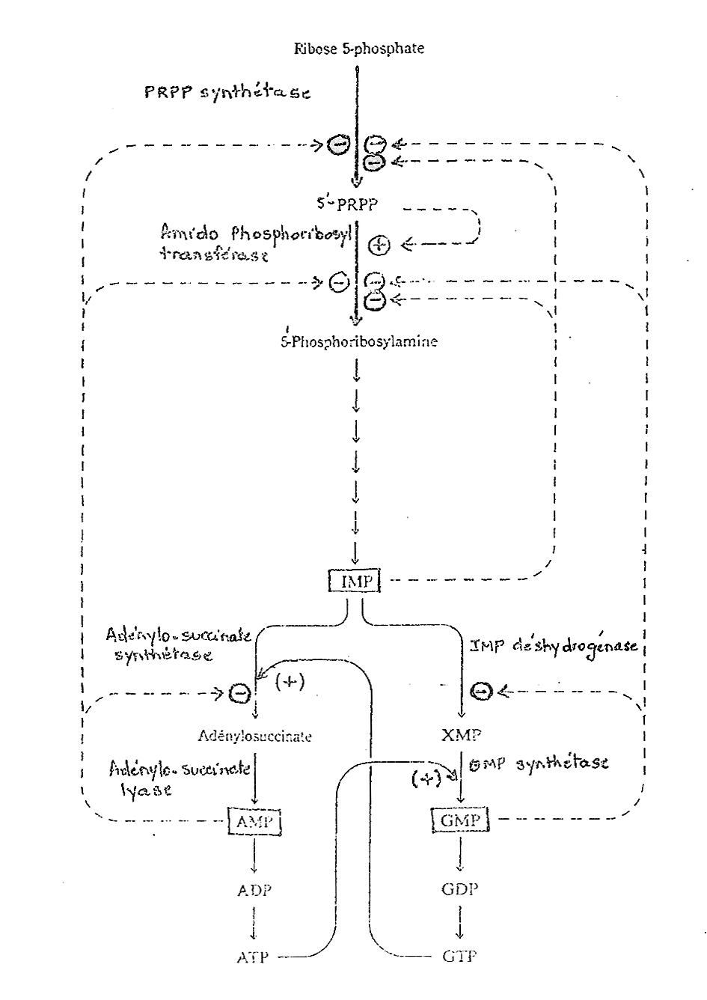 Ribose 5-phosphate
PRPP synthétase
5'-PRPP
Amido Phosphoribosyl
transférase
5'-Phosphoribosylamine
IMP
Adénylo-succinate
synthétase
IMP déshydrogénase
(+)
Adénylosuccinate
XMP
Adénylo-succinate
lyase
GMP synthétase
(+)
AMP
GMP
ADP
GDP
ATP
GTP